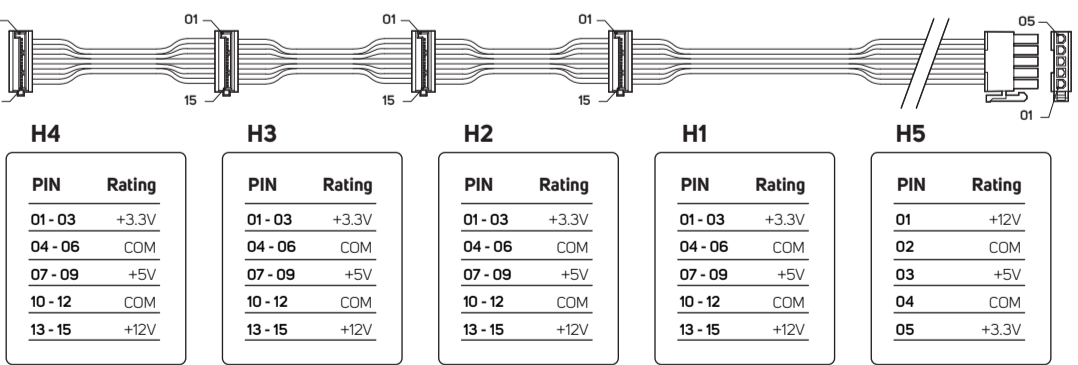 01 01 01 05
15 15 15 01
H4 H3 H2 H1 H5
PIN Rating PIN Rating PIN Rating PIN Rating PIN Rating
01 - 03 +3.3V 01 - 03 +3.3V 01 - 03 +3.3V 01 - 03 +3.3V 01 +12V
04 - 06 COM 04 - 06 COM 04 - 06 COM 04 - 06 COM 02 COM
07 - 09 +5V 07 - 09 +5V 07 - 09 +5V 07 - 09 +5V 03 +5V
10 - 12 COM 10 - 12 COM 10 - 12 COM 10 - 12 COM 04 COM
13 - 15 +12V 13 - 15 +12V 13 - 15 +12V 13 - 15 +12V 05 +3.3V